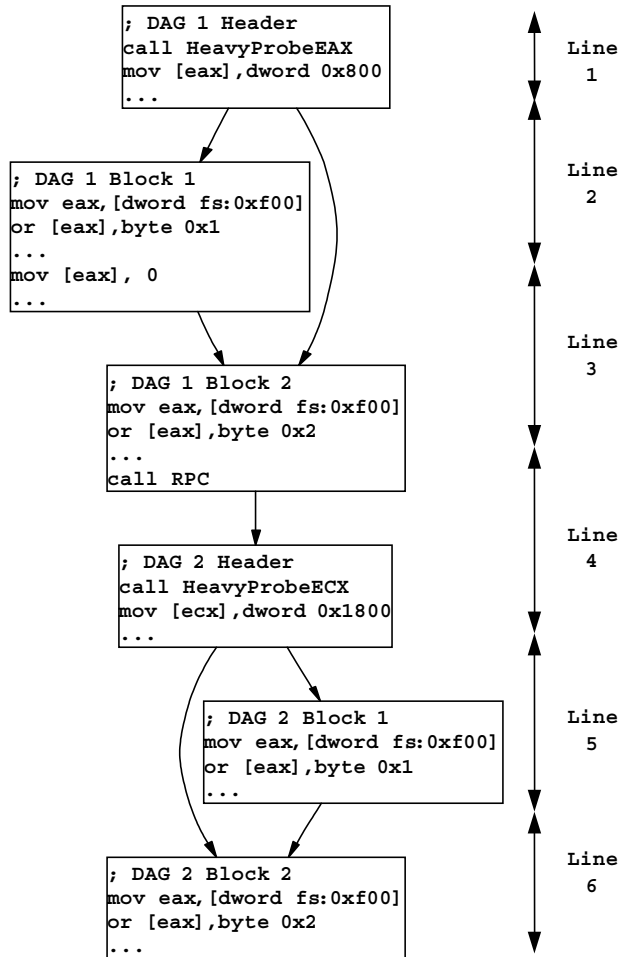 ; DAG 1 Header
call HeavyProbeEAX
mov [eax],dword 0x800
...
Line
1
; DAG 1 Block 1
mov eax,[dword fs:0xf00]
or [eax],byte 0x1
...
mov [eax], 0
...
Line
2
; DAG 1 Block 2
mov eax,[dword fs:0xf00]
or [eax],byte 0x2
...
call RPC
Line
3
; DAG 2 Header
call HeavyProbeECX
mov [ecx],dword 0x1800
...
Line
4
; DAG 2 Block 1
mov eax,[dword fs:0xf00]
or [eax],byte 0x1
...
Line
5
; DAG 2 Block 2
mov eax,[dword fs:0xf00]
or [eax],byte 0x2
...
Line
6